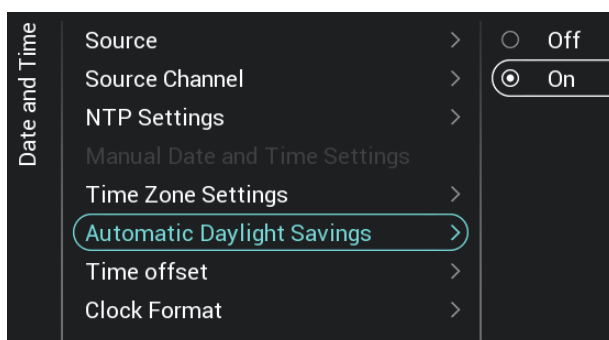 Date and Time
Source
Source Channel
NTP Settings
Manual Date and Time Settings
Time Zone Settings
Automatic Daylight Savings
Time offset
Clock Format
Off
On